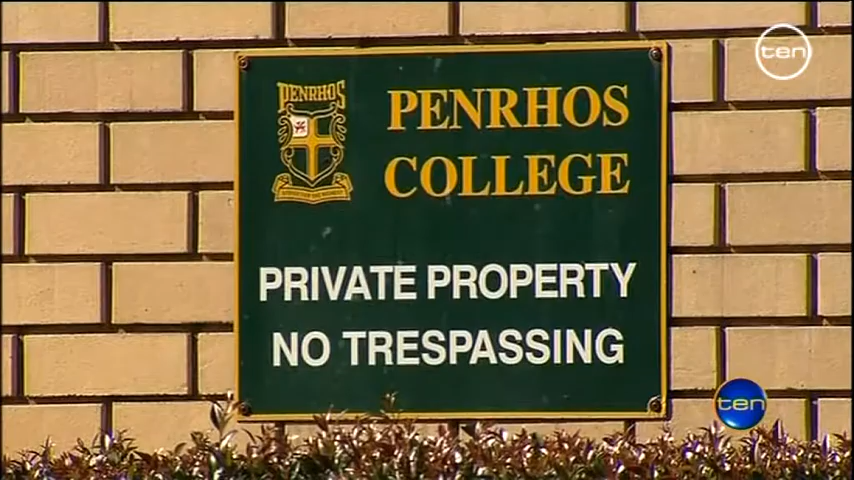 ten
PENRHOS
PENRHOS
COLLEGE
PRIVATE PROPERTY
NO TRESPASSING
ten